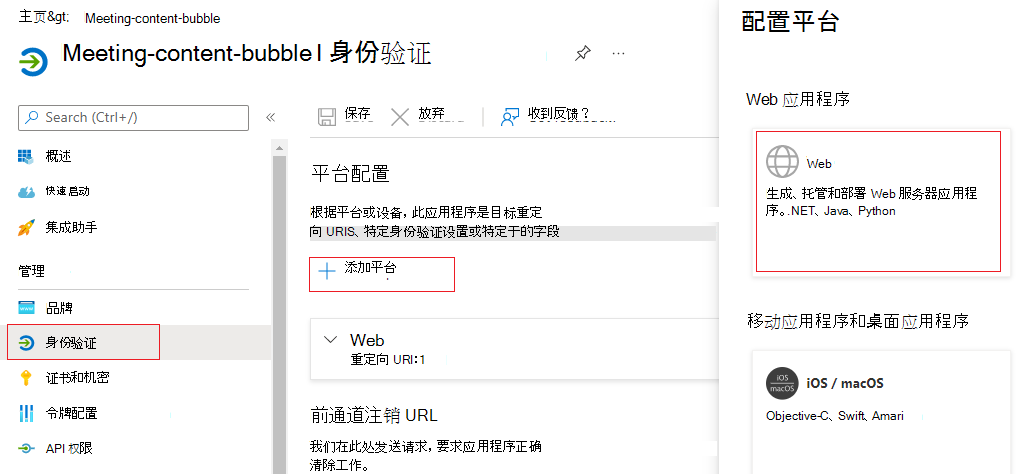 主页&gt; Meeting-content-bubble
Meeting-content-bubble | 身份验证
Search (Ctrl+/)
概述
快速启动
集成助手
管理
品牌
身份验证
证书和机密
令牌配置
API 权限
保存 放弃 收到反馈？
平台配置
根据平台或设备，此应用程序是目标重定
向 URIS、特定身份验证设置或特定于的字段
添加平台
Web
重定向 URI：1
前通道注销 URL
我们在此处发送请求，要求应用程序正确
清除工作。
配置平台
Web 应用程序
Web
生成、托管和部署 Web 服务器应用程
序。.NET、Java、Python
移动应用程序和桌面应用程序
iOS
macOS
iOS / macOS
Objective-C、Swift、Amari